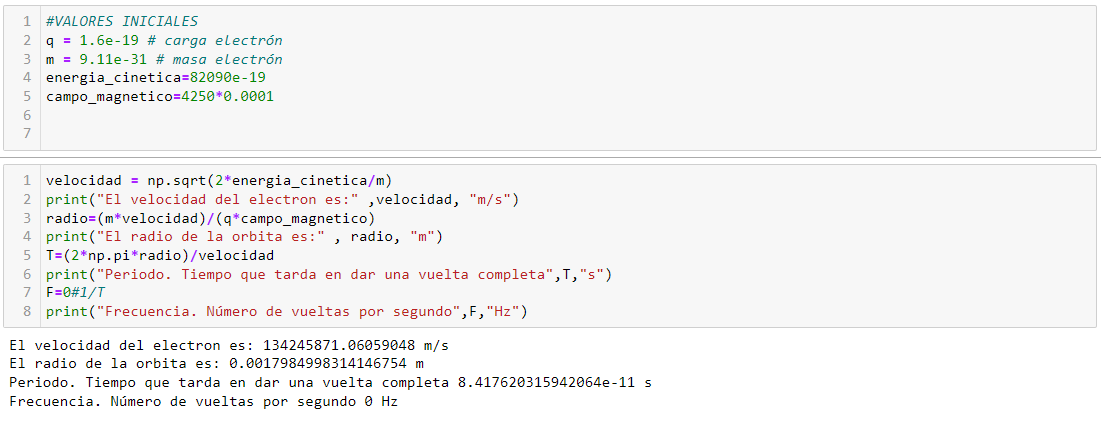 1 #VALORES INICIALES
2 q = 1.6e-19 # carga electrón
3 m = 9.11e-31 # masa electrón
4 energia_cinetica=82090e-19
5 campo_magnetico=4250*0.0001
6
7
1 velocidad = np.sqrt(2*energia_cinetica/m)
2 print("El velocidad del electron es:" ,velocidad, "m/s")
3 radio=(m*velocidad)/(q*campo_magnetico)
4 print("El radio de la orbita es:" , radio, "m")
5 T=(2*np.pi*radio)/velocidad
6 print("Periodo. Tiempo que tarda en dar una vuelta completa",T,"s")
7 F=0#1/T
8 print("Frecuencia. Número de vueltas por segundo",F,"Hz")
El velocidad del electron es: 134245871.06059048 m/s
El radio de la orbita es: 0.0017984998314146754 m
Periodo. Tiempo que tarda en dar una vuelta completa 8.417620315942064e-11 s
Frecuencia. Número de vueltas por segundo 0 Hz